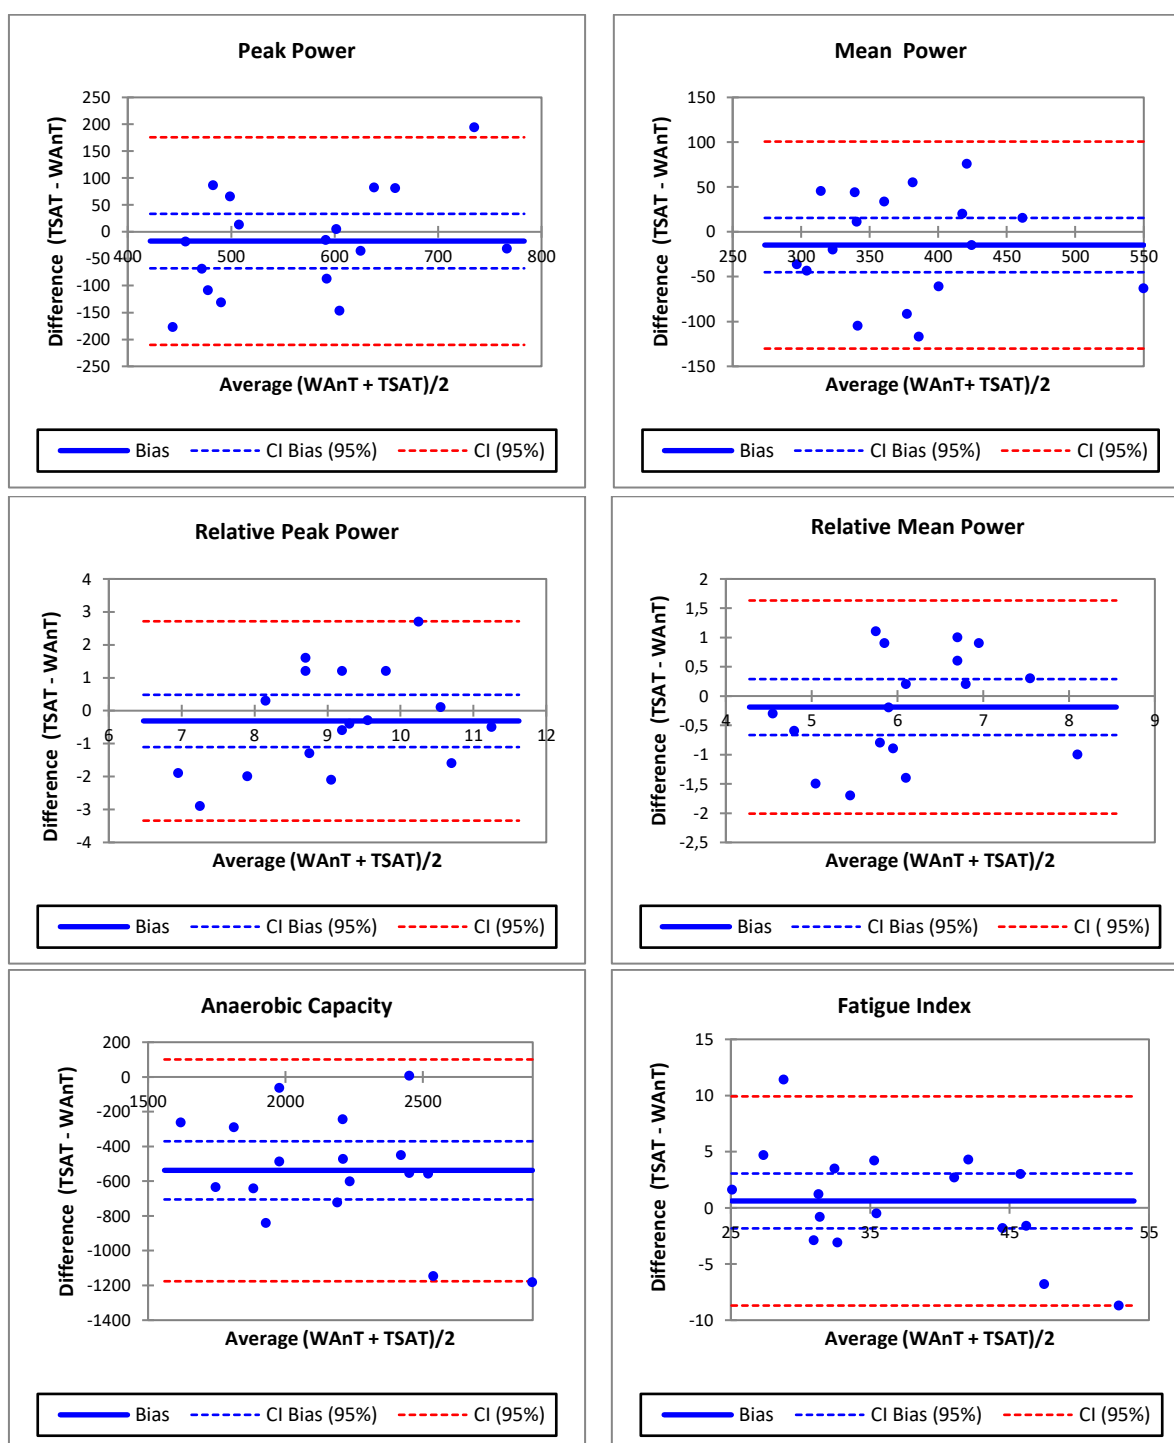 Peak Power
Difference (TSAT - WAnT)
250
200
150
100
50
0
-50
-100
-150
-200
-250
400 500 600 700 800
Average (WAnT + TSAT)/2
Bias CI Bias (95%) CI (95%)
Mean Power
Difference (TSAT - WAnT)
150
100
50
0
-50
-100
-150
250 300 350 400 450 500 550
Average (WAnT+ TSAT)/2
Bias CI Bias (95%) CI (95%)
Relative Peak Power
Difference (TSAT - WAnT)
4
3
2
1
0
-1
-2
-3
-4
6 7 8 9 10 11 12
Average (WAnT + TSAT)/2
Bias CI Bias (95%) CI (95%)
Relative Mean Power
Difference (TSAT - WAnT)
2
1,5
1
0,5
0
-0,5
-1
-1,5
-2
-2,5
4 5 6 7 8 9
Average (WAnT + TSAT)/2
Bias CI Bias (95%) CI ( 95%)
Anaerobic Capacity
Difference (TSAT - WAnT)
200
0
-200
-400
-600
-800
-1000
-1200
-1400
1500 2000 2500
Average (WAnT + TSAT)/2
Bias CI Bias (95%) CI (95%)
Fatigue Index
Difference (TSAT - WAnT)
15
10
5
0
-5
-10
25 35 45 55
Average (WAnT + TSAT)/2
Bias CI Bias (95%) CI (95%)